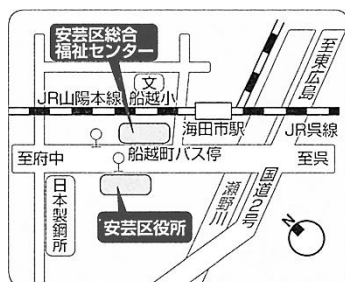 安芸区総合
福祉センター
文
至東広島
JR山陽本線
船越小
海田市駅
JR呉線
船越町バス停
至府中
至呉
日本製鋼所
安芸区役所
瀬野川
国道2号
N